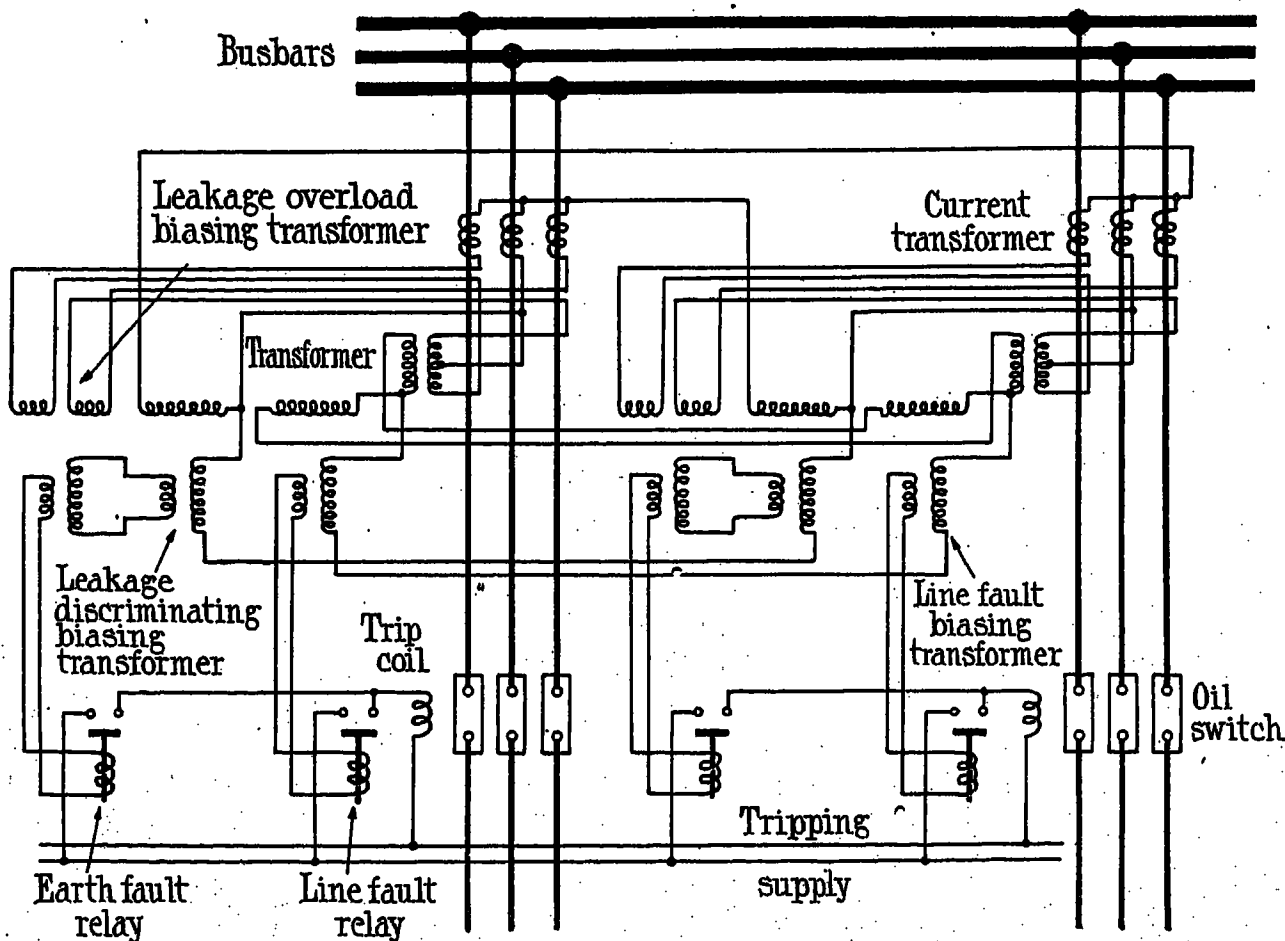 Busbars
Leakage overload
biasing transformer
Current
transformer
Transformer
Leakage
discriminating
biasing
transformer
Trip
coil
Line fault
biasing
transformer
Oil
switch
Tripping
supply
Earth fault
relay
Line fault
relay